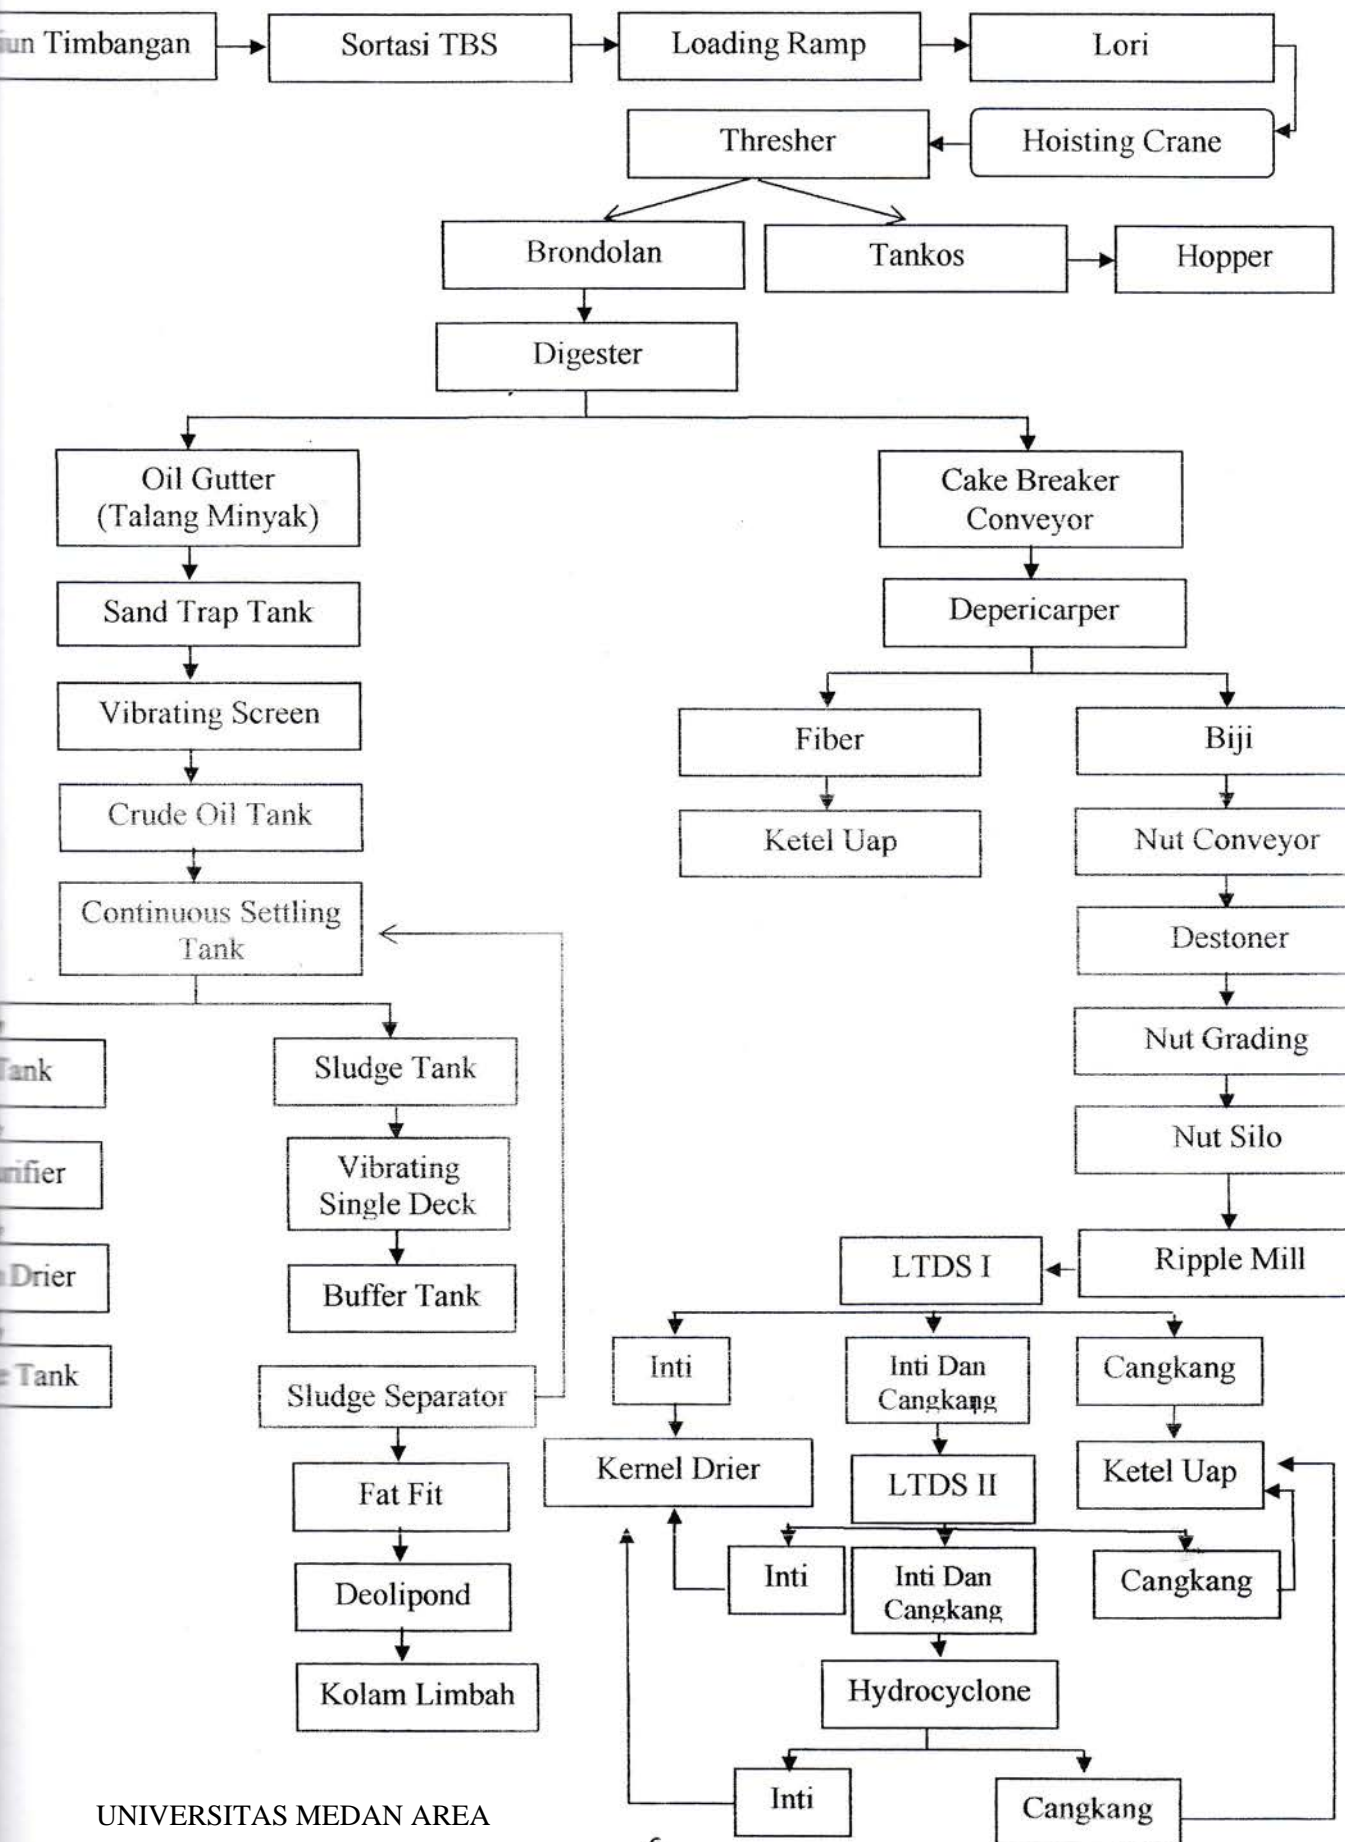 Timbangan
Sortasi TBS
Loading Ramp
Lori
Thresher
Hoisting Crane
Brondolan
Tankos
Hopper
Digester
Oil Gutter
(Talang Minyak)
Cake Breaker
Conveyor
Sand Trap Tank
Depericarper
Vibrating Screen
Fiber
Biji
Crude Oil Tank
Ketel Uap
Nut Conveyor
Continuous Settling
Tank
Destoner
Nut Grading
Tank
Sludge Tank
Nut Silo
Vibrating
Single Deck
Ripple Mill
LTDS I
Drier
Buffer Tank
Inti
Inti Dan
Cangkang
Cangkang
Tank
Sludge Separator
Kernel Drier
LTDS II
Ketel Uap
Fat Fit
Inti
Inti Dan
Cangkang
Cangkang
Deolipond
Kolam Limbah
Hydrocyclone
Inti
Cangkang
UNIVERSITAS MEDAN AREA